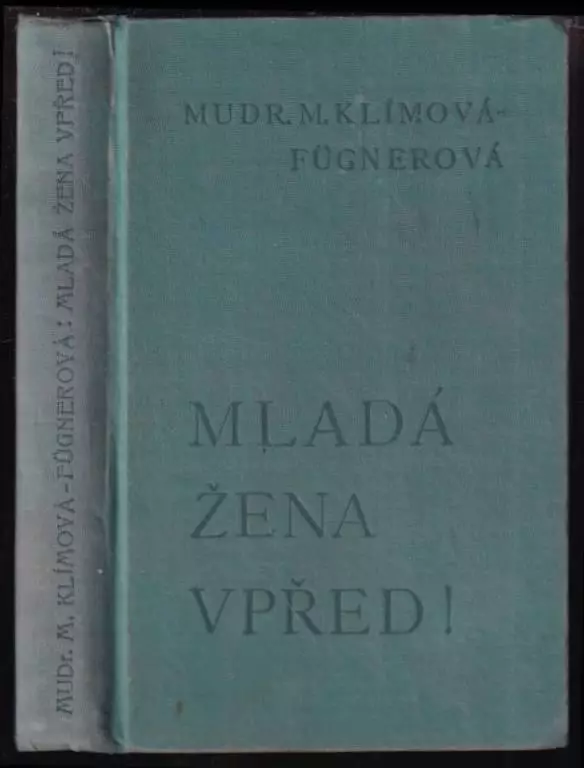 MUDr. M. KLÍMOVÁ-FÜGNEROVÁ: MLADÁ ŽENA VPŘED!
MUDR. M. KLÍMOVÁ-
FÜGNEROVÁ
MLADÁ
ŽENA
VPŘED!